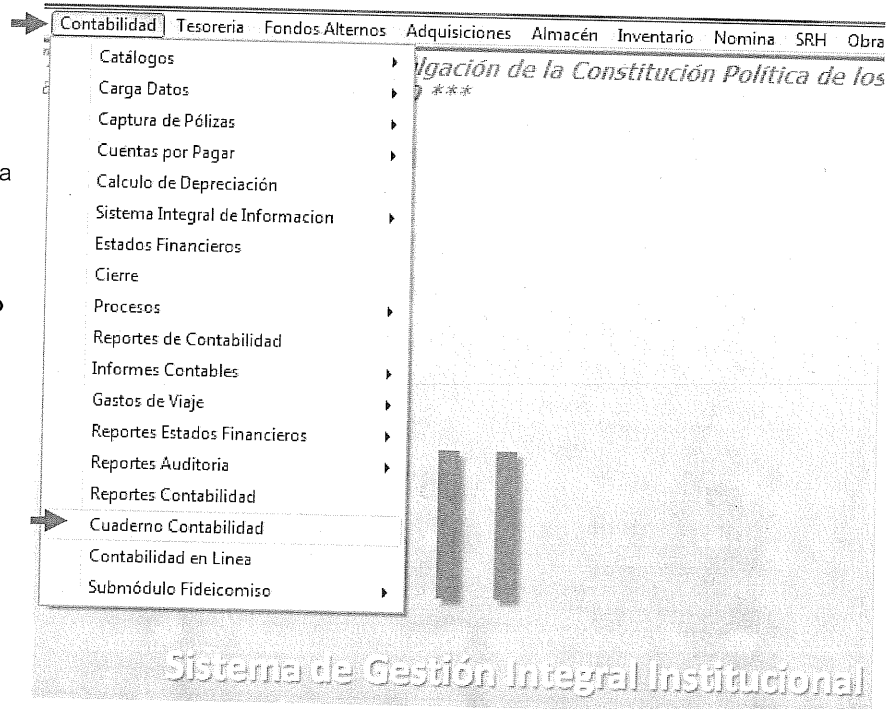 Contabilidad Tesoreria Fondos Alternos Adquisiciones Almacén Inventario Nomina SRH Obra
lgación de la Constitución Política de los
***
Catálogos
Carga Datos
Captura de Pólizas
Cuentas por Pagar
a
Calculo de Depreciación
Sistema Integral de Informacion
Estados Financieros
Cierre
Procesos
Reportes de Contabilidad
Informes Contables
Gastos de Viaje
Reportes Estados Financieros
Reportes Auditoria
Reportes Contabilidad
Cuaderno Contabilidad
Contabilidad en Linea
Submódulo Fideicomiso
Sistema de Gestión Integral Institucional